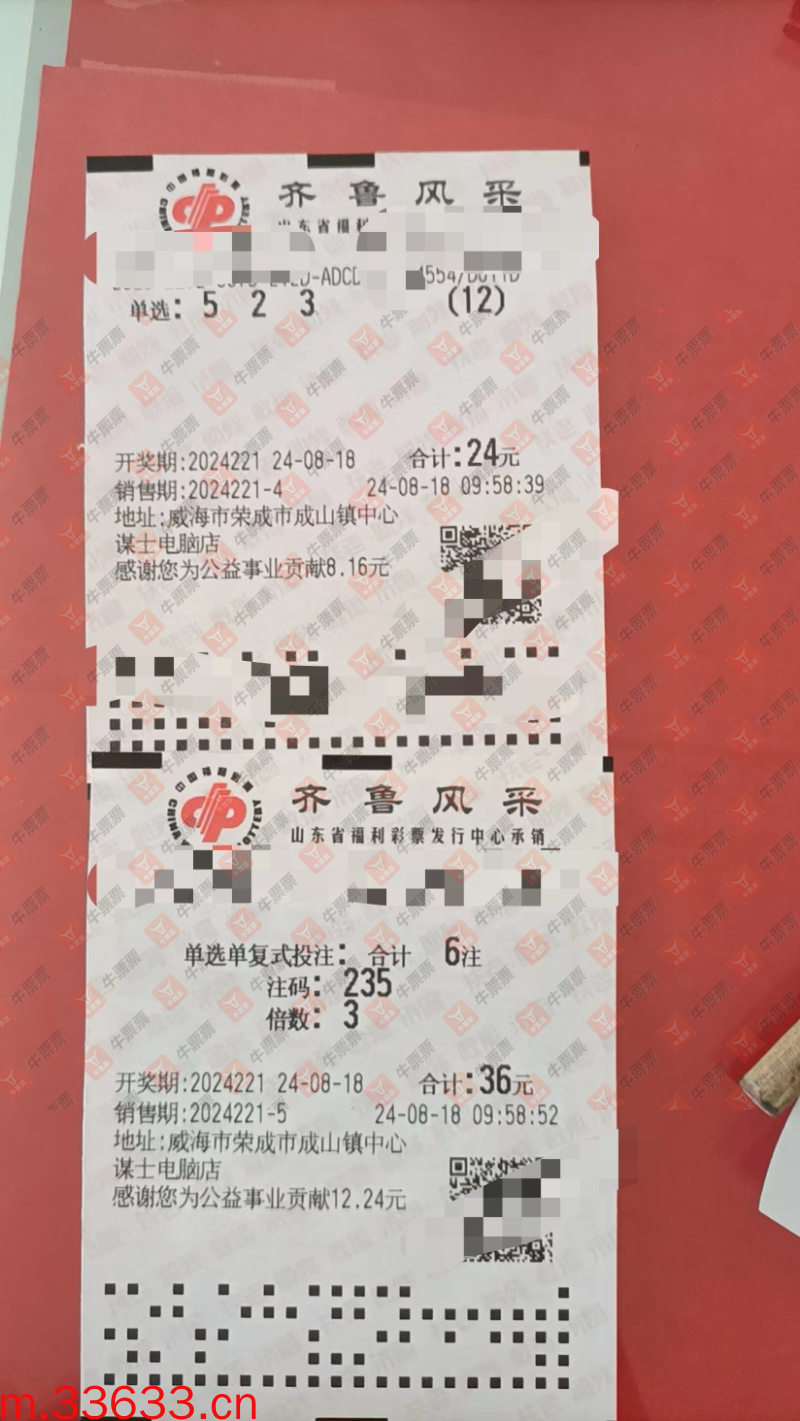 齐鲁风采
山东省福利
单选: 5 2 3 (12)
开奖期:2024221 24-08-18 合计:24元
销售期:2024221-4 24-08-18 09:58:39
地址:威海市荣成市成山镇中心
谋士电脑店
感谢您为公益事业贡献8.16元
齐鲁风采
山东省福利彩票发行中心承销
单选单复式投注: 合计 6注
注码: 235
倍数: 3
开奖期:2024221 24-08-18 合计:36元
销售期:2024221-5 24-08-18 09:58:52
地址:威海市荣成市成山镇中心
谋士电脑店
感谢您为公益事业贡献12.24元
牛票票
m.33633.cn